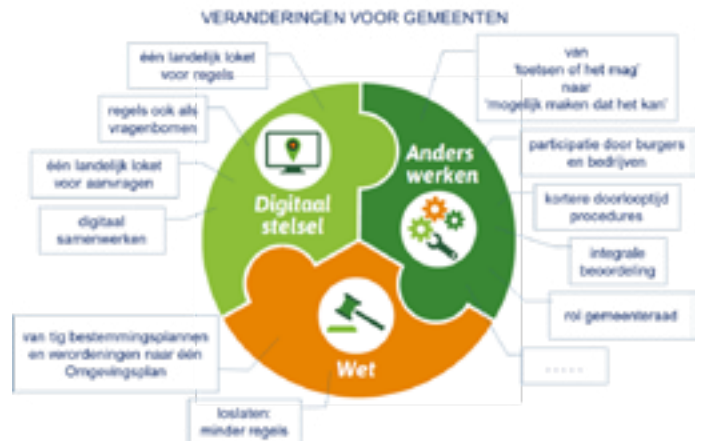 VERANDERINGEN VOOR GEMEENTEN
één landelijk loket
voor regels
regels ook als
vragenbomen
één landelijk loket
voor aanvragen
digitaal
samenwerken
Digitaal
stelsel
Anders
werken
van
'toetsen of het mag'
naar
'mogelijk maken dat het kan'
participatie door burgers
en bedrijven
kortere doorlooptijd
procedures
integrale
beoordeling
rol gemeenteraad
. . . . .
Wet
van tig bestemmingsplannen
en verordeningen naar één
Omgevingsplan
loslaten:
minder regels